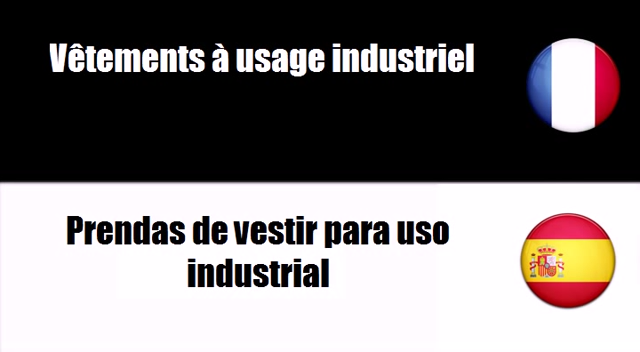 Vêtements à usage industriel
Prendas de vestir para uso
industrial